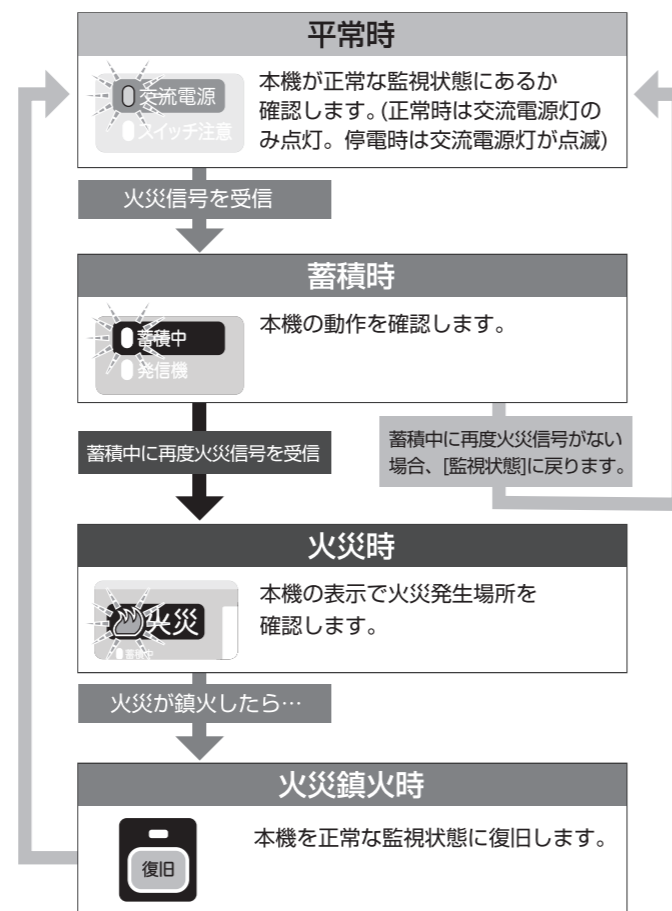 平常時
交流電源
スイッチ注意
本機が正常な監視状態にあるか
確認します。(正常時は交流電源灯の
み点灯。停電時は交流電源灯が点滅)
火災信号を受信
蓄積時
蓄積中
発信機
本機の動作を確認します。
蓄積中に再度火災信号を受信
蓄積中に再度火災信号がない
場合、[監視状態]に戻ります。
火災時
火災
蓄積中
本機の表示で火災発生場所を
確認します。
火災が鎮火したら…
火災鎮火時
復旧
本機を正常な監視状態に復旧します。